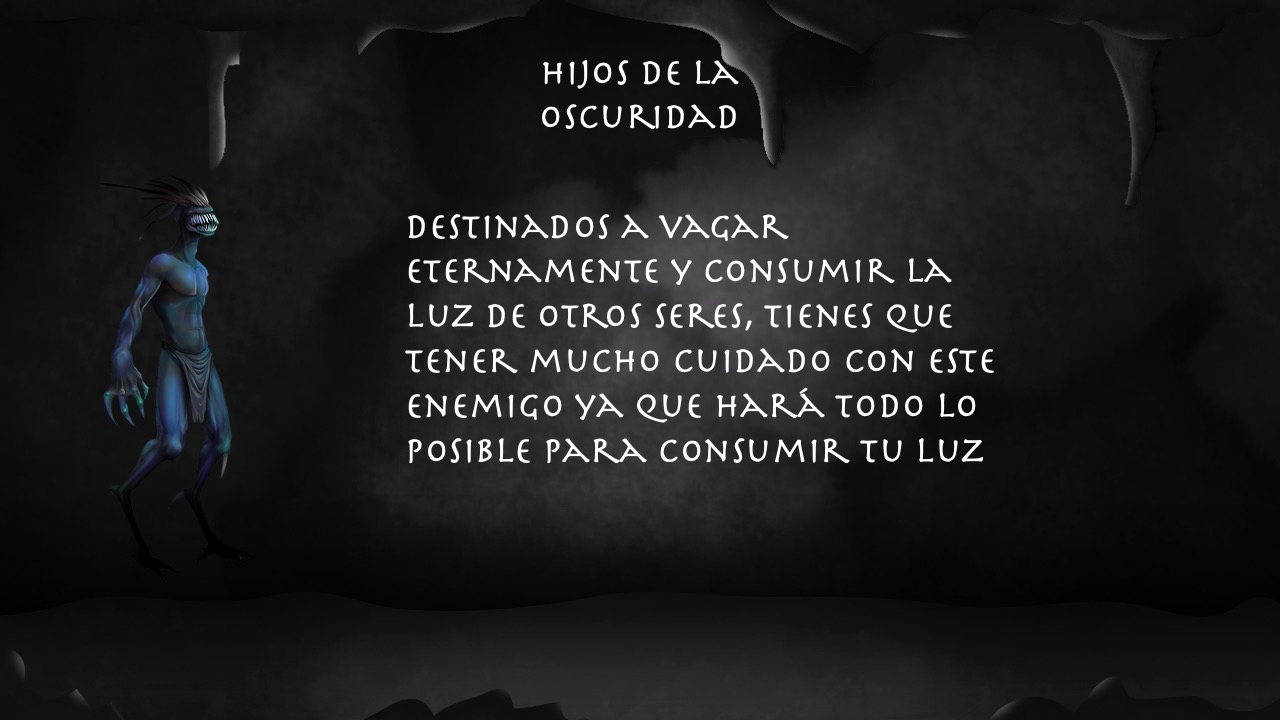 HIJOS DE LA
OSCURIDAD
DESTINADOS A VAGAR
ETERNAMENTE Y CONSUMIR LA
LUZ DE OTROS SERES, TIENES QUE
TENER MUCHO CUIDADO CON ESTE
ENEMIGO YA QUE HARÁ TODO LO
POSIBLE PARA CONSUMIR TU LUZ